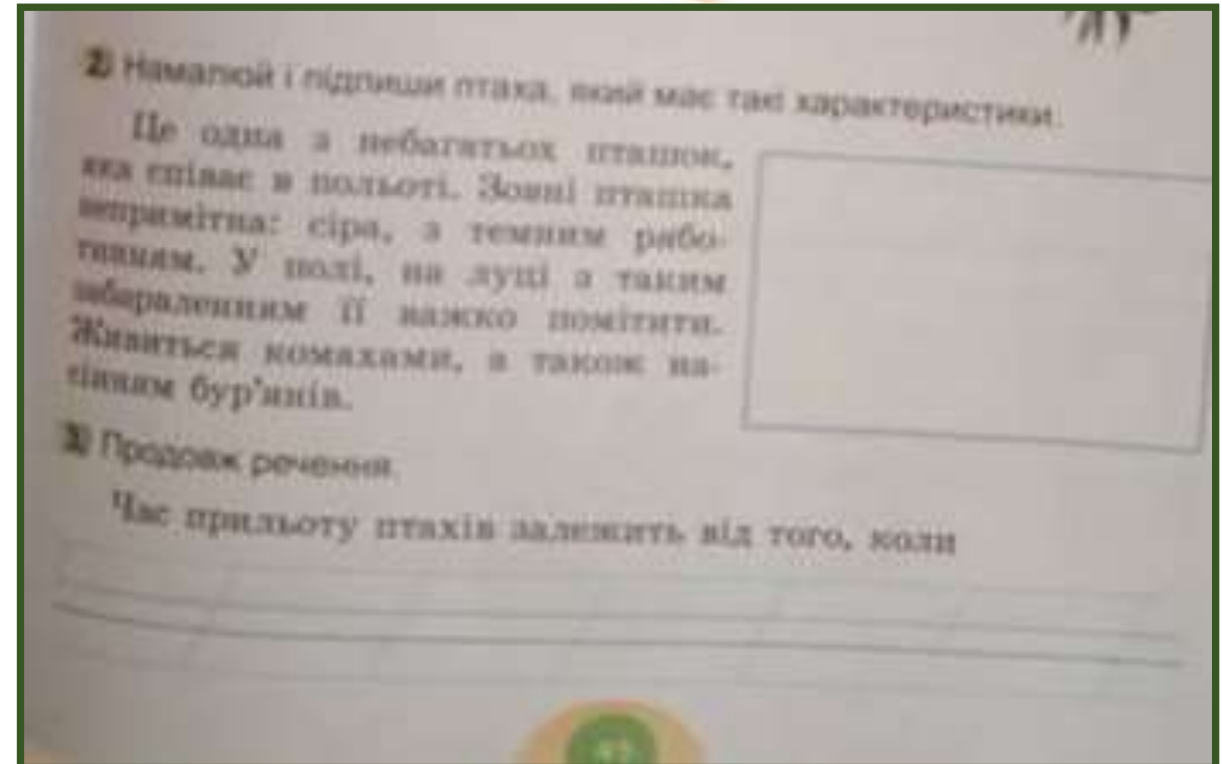 2 Намалюй і підпиши птаха, який має такі характеристики.
Це одна з небагатьох пташок,
яка співає в польоті. Зовні пташка
непримітна: сіра, з темним рябо-
тинням. У полі, на луці з таким
забарвленням її важко помітити.
Живиться комахами, а також на-
сінням бур'янів.
3 Продовж речення.
Час прильоту птахів залежить від того, коли